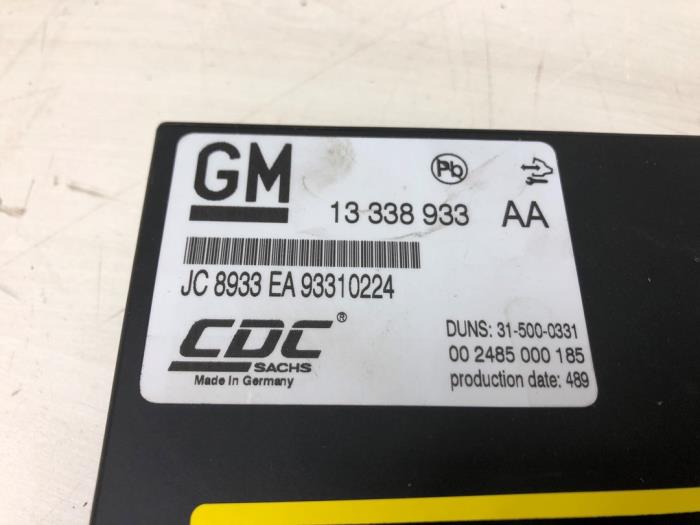 GM
Pb
13 338 933 AA
JC 8933 EA 93310224
CDC®
SACHS
Made In Germany
DUNS: 31-500-0331
00 2485 000 185
production date: 489